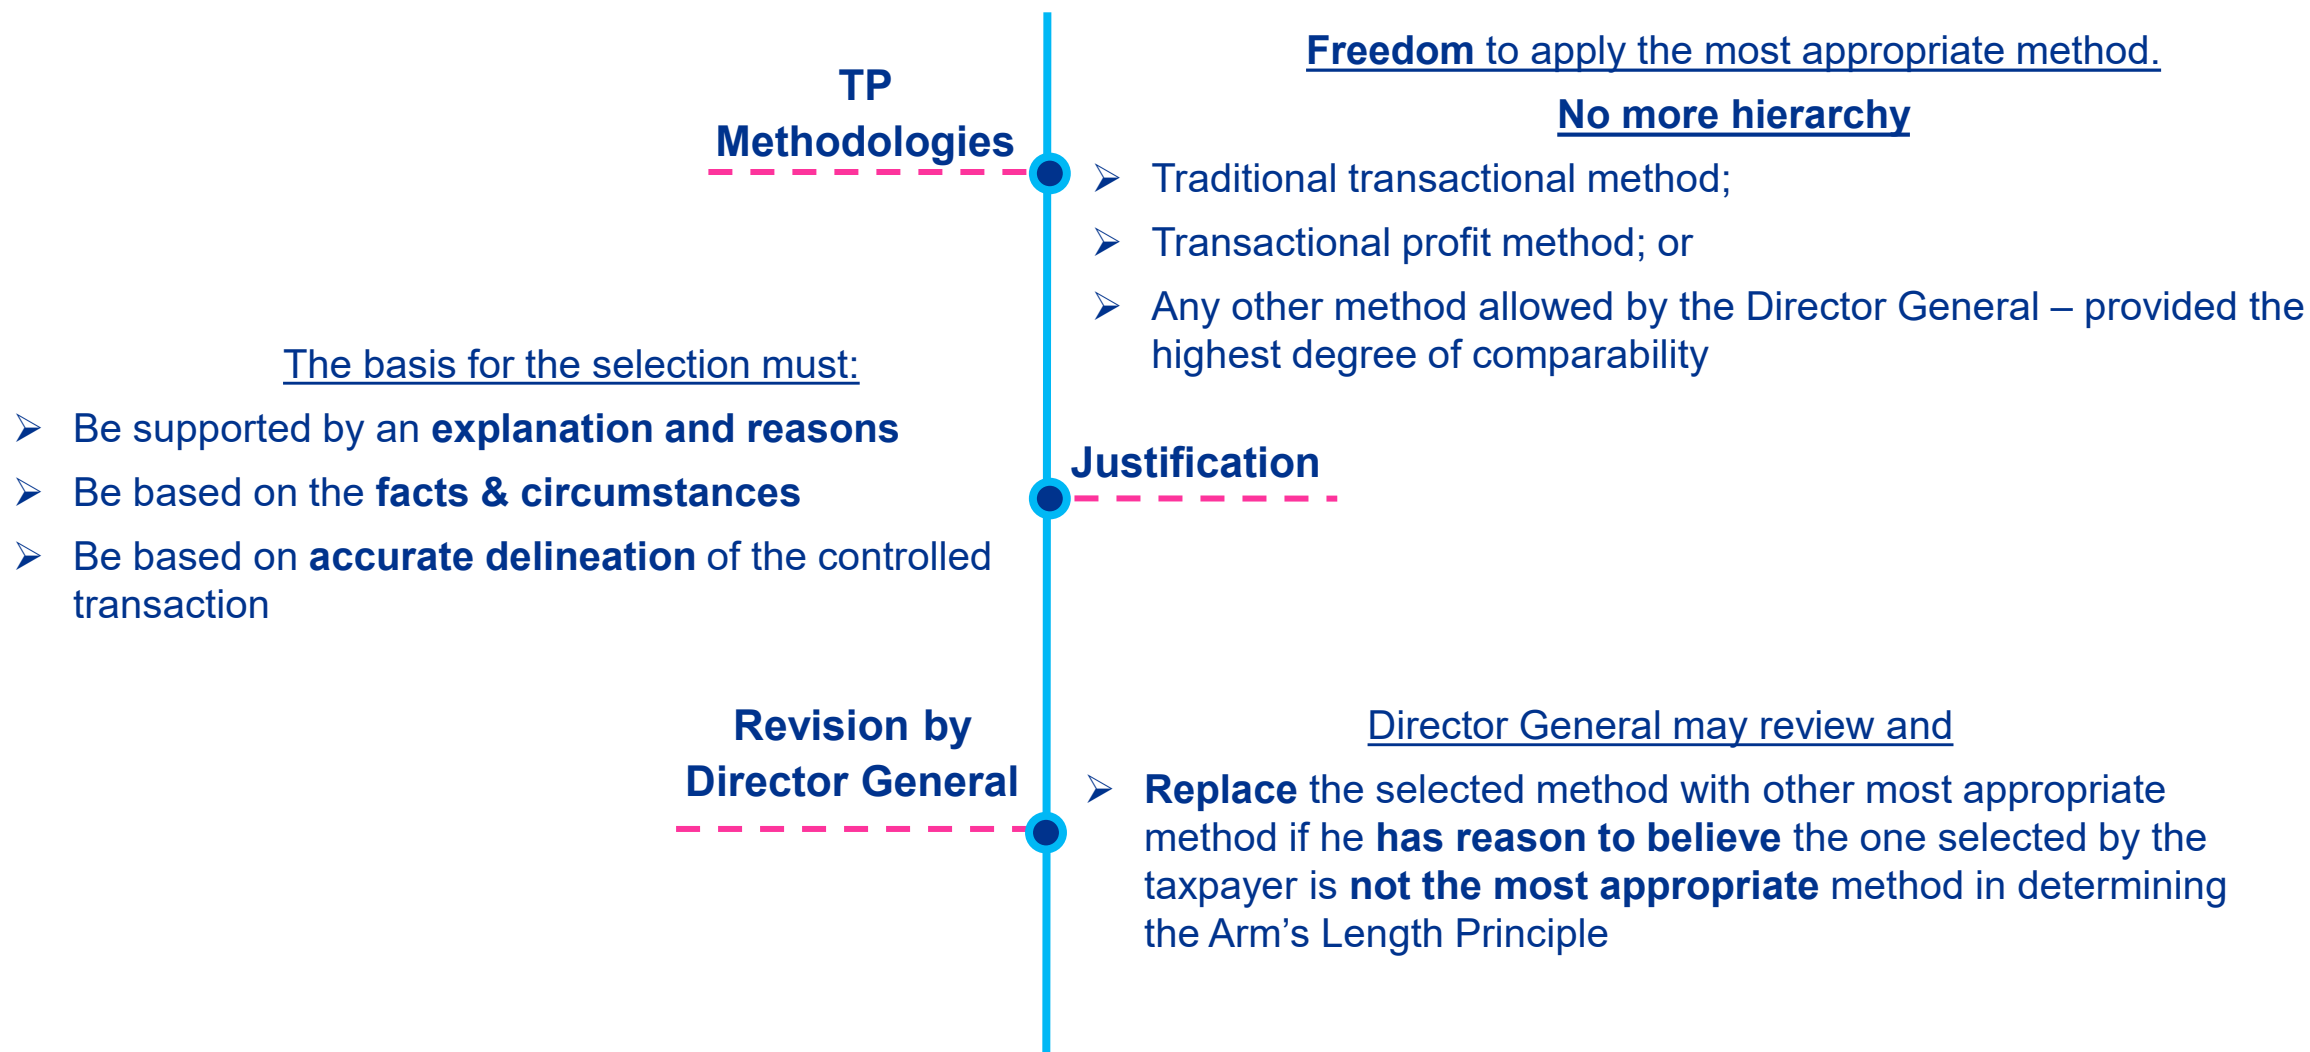 TP
Methodologies
Freedom to apply the most appropriate method.
No more hierarchy
➢ Traditional transactional method;
➢ Transactional profit method; or
➢ Any other method allowed by the Director General – provided the
highest degree of comparability
Justification
The basis for the selection must:
➢ Be supported by an explanation and reasons
➢ Be based on the facts & circumstances
➢ Be based on accurate delineation of the controlled
transaction
Revision by
Director General
Director General may review and
➢ Replace the selected method with other most appropriate
method if he has reason to believe the one selected by the
taxpayer is not the most appropriate method in determining
the Arm’s Length Principle